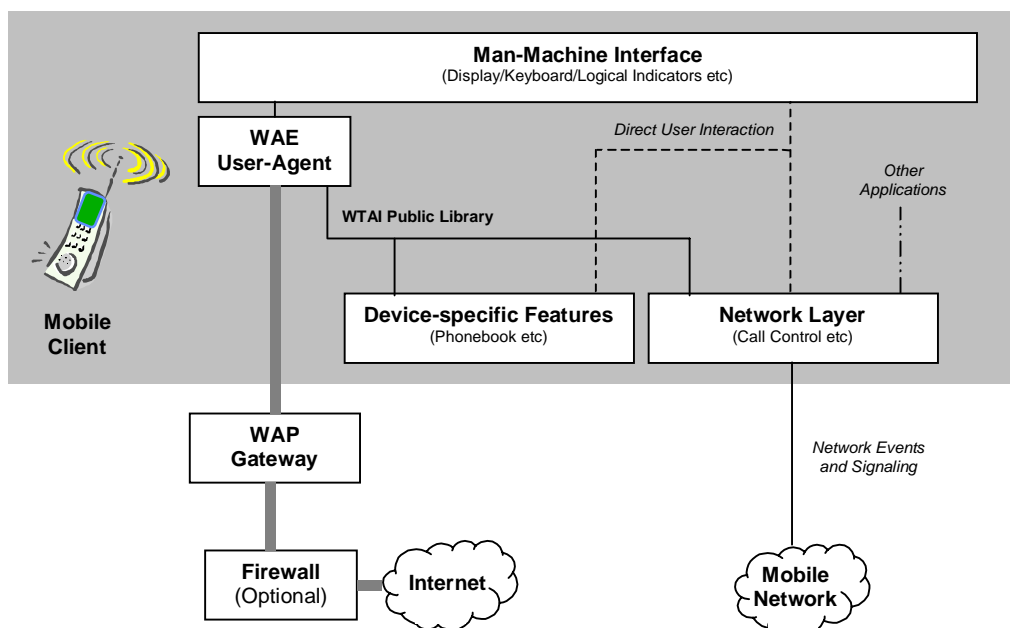 Man-Machine Interface
(Display/Keyboard/Logical Indicators etc)
WAE
User-Agent
Direct User Interaction
Other
Applications
WTAI Public Library
Mobile
Client
Device-specific Features
(Phonebook etc)
Network Layer
(Call Control etc)
WAP
Gateway
Network Events
and Signaling
Firewall
(Optional)
Internet
Mobile
Network